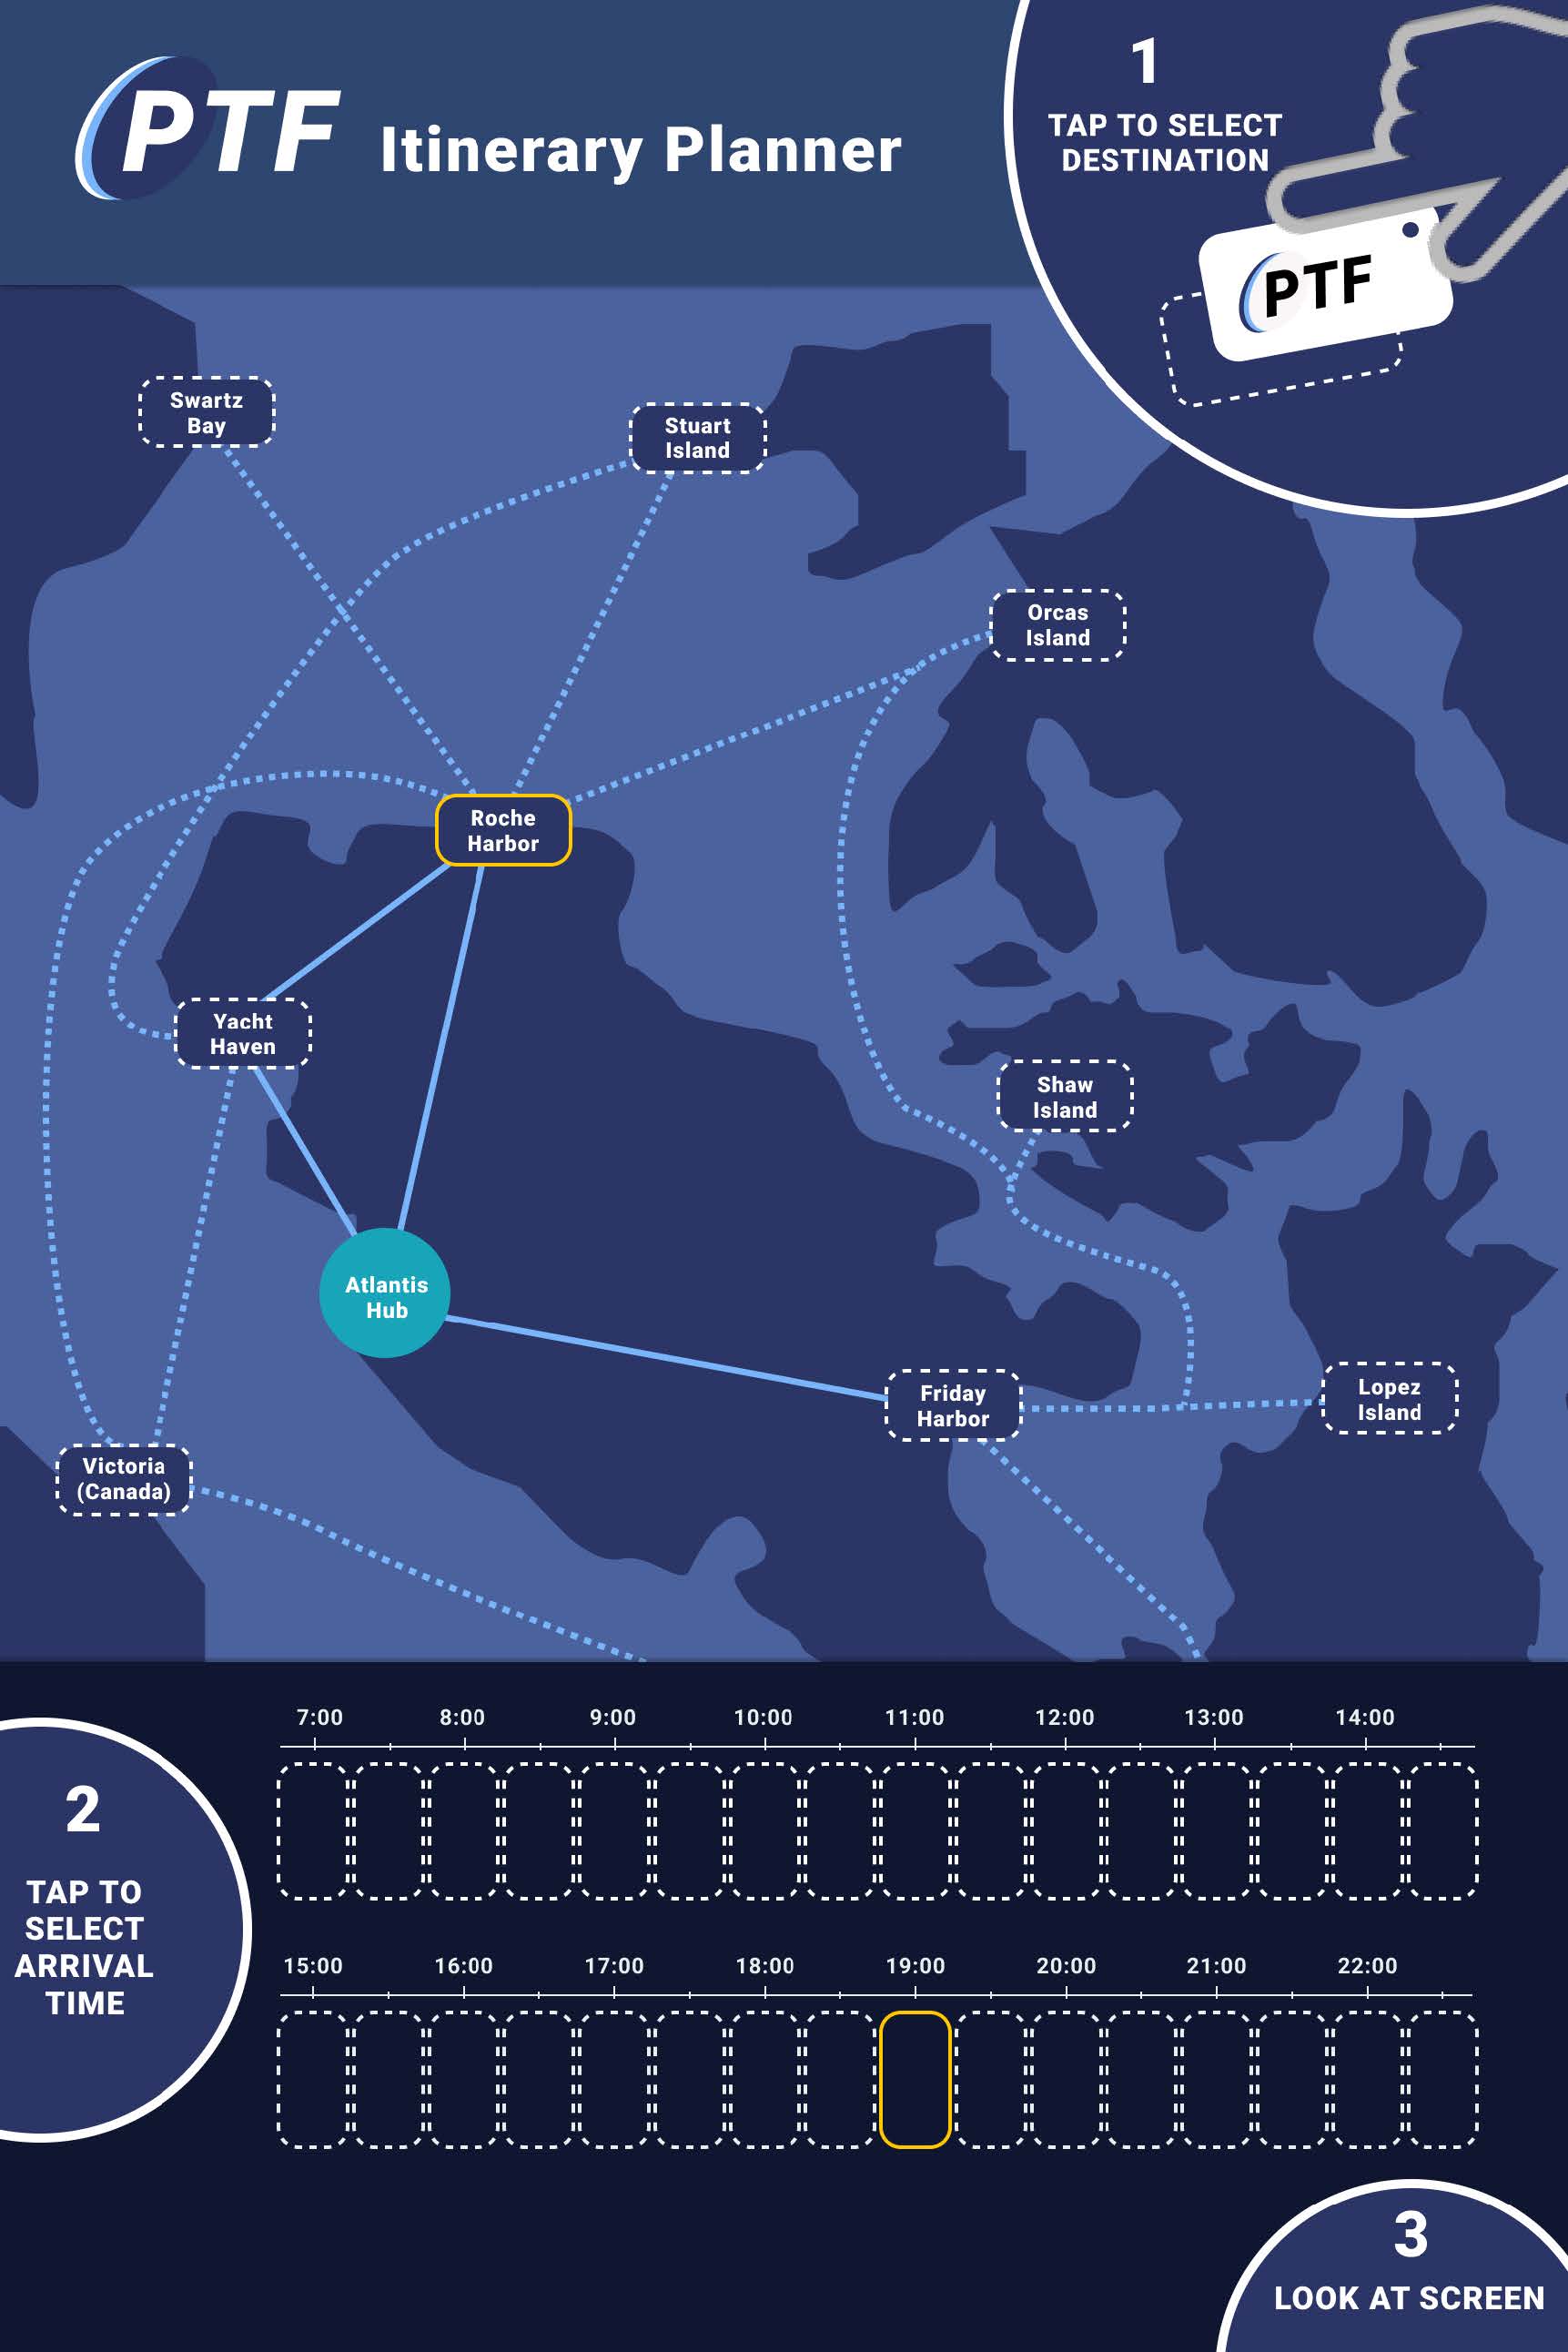 PTF Itinerary Planner
1
TAP TO SELECT
DESTINATION
PTF
Swartz
Bay
Stuart
Island
Orcas
Island
Roche
Harbor
Yacht
Haven
Shaw
Island
Atlantis
Hub
Friday
Harbor
Lopez
Island
Victoria
(Canada)
7:00 8:00 9:00 10:00 11:00 12:00 13:00 14:00
2
TAP TO
SELECT
ARRIVAL
TIME
15:00 16:00 17:00 18:00 19:00 20:00 21:00 22:00
3
LOOK AT SCREEN